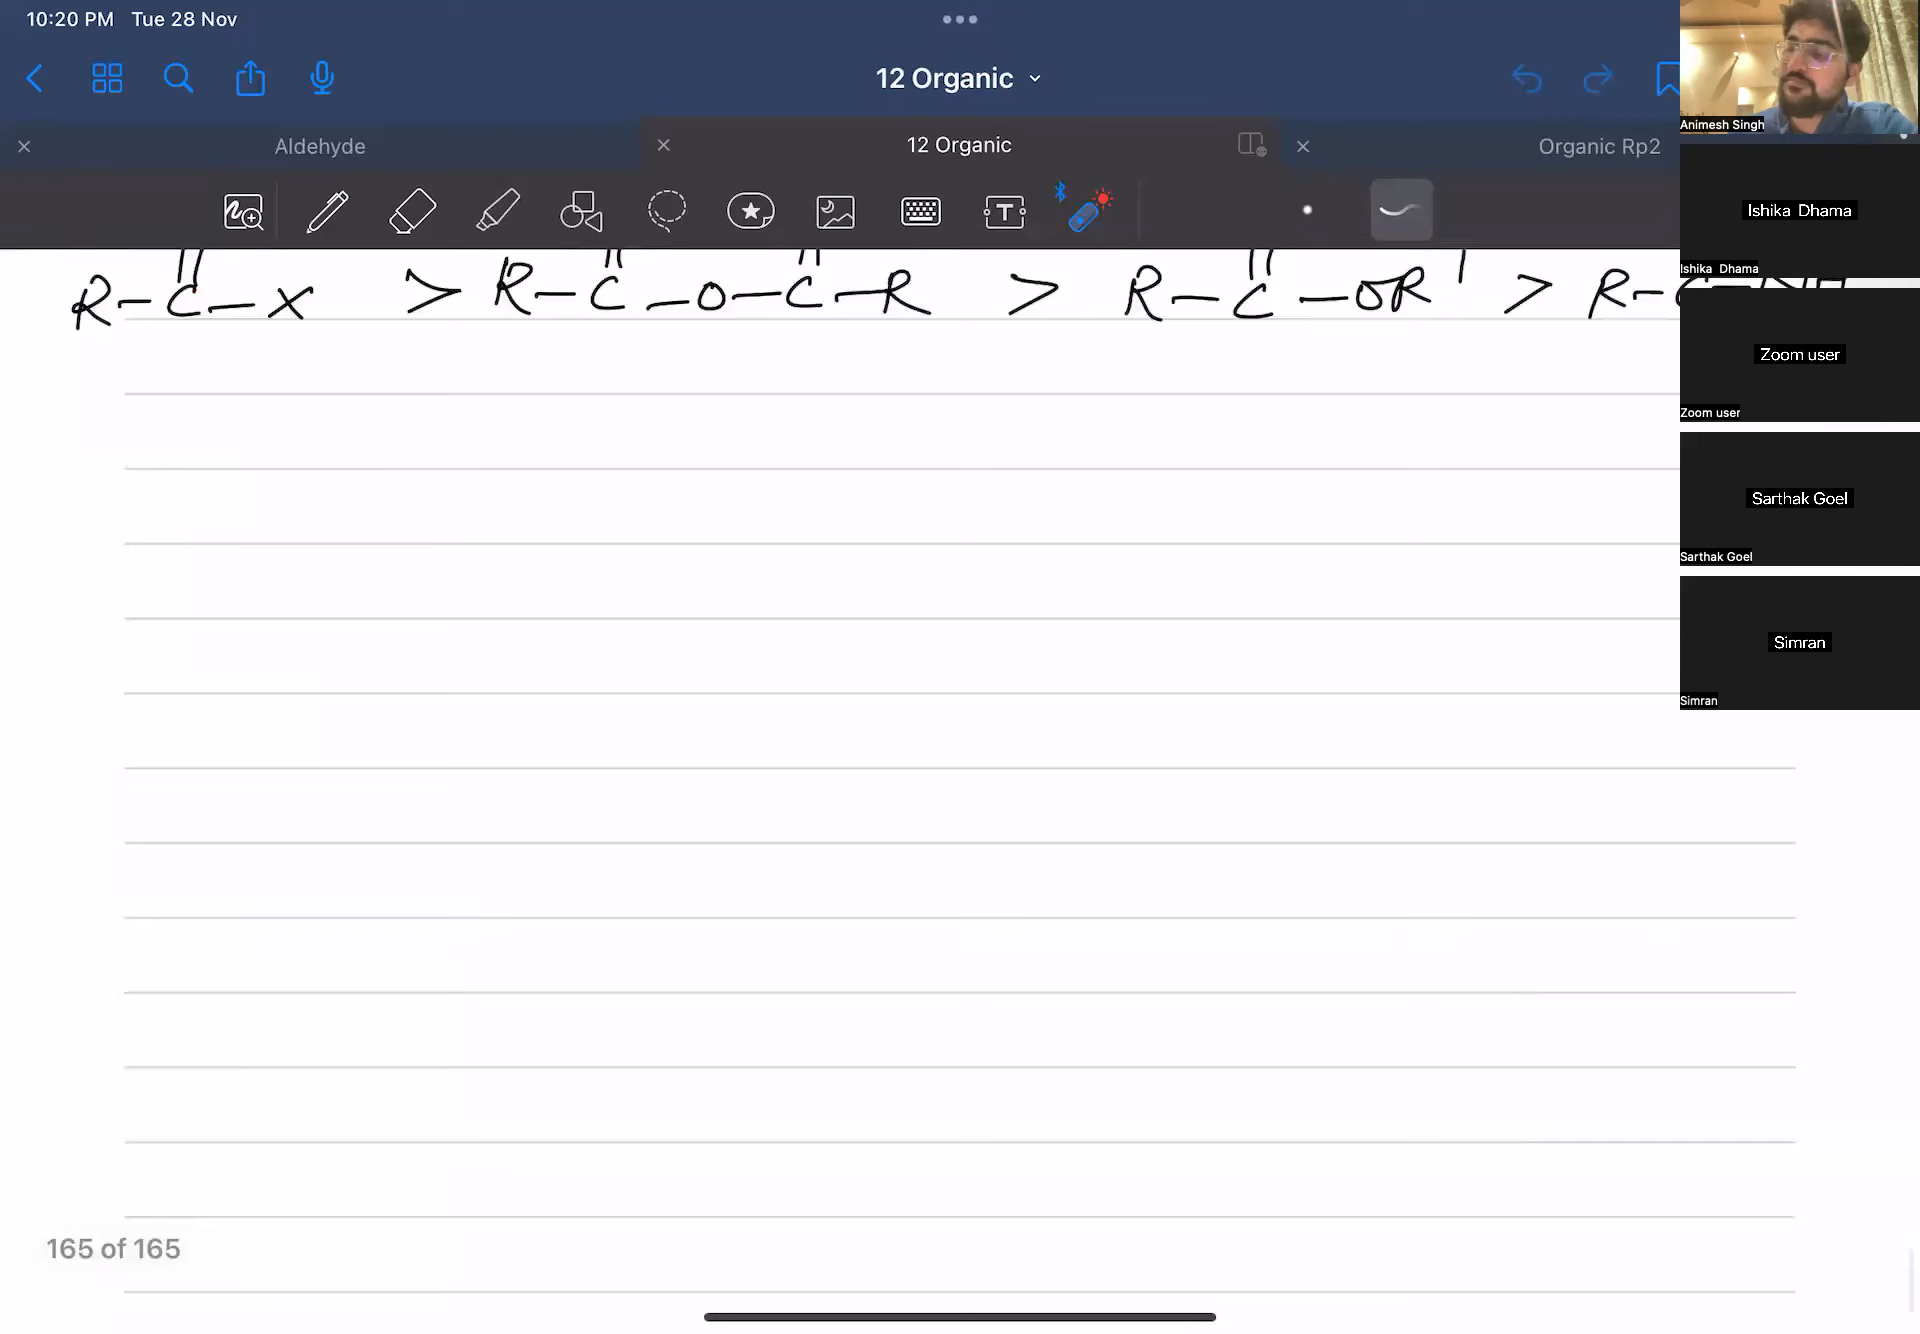 10:20 PM Tue 28 Nov
12 Organic
Aldehyde
12 Organic
Organic Rp2
T
R-C-X > R-C-O-C-R > R-C-OR' > R-
Animesh Singh
Ishika Dhama
Ishika Dhama
Zoom user
Zoom user
Sarthak Goel
Sarthak Goel
Simran
Simran
165 of 165